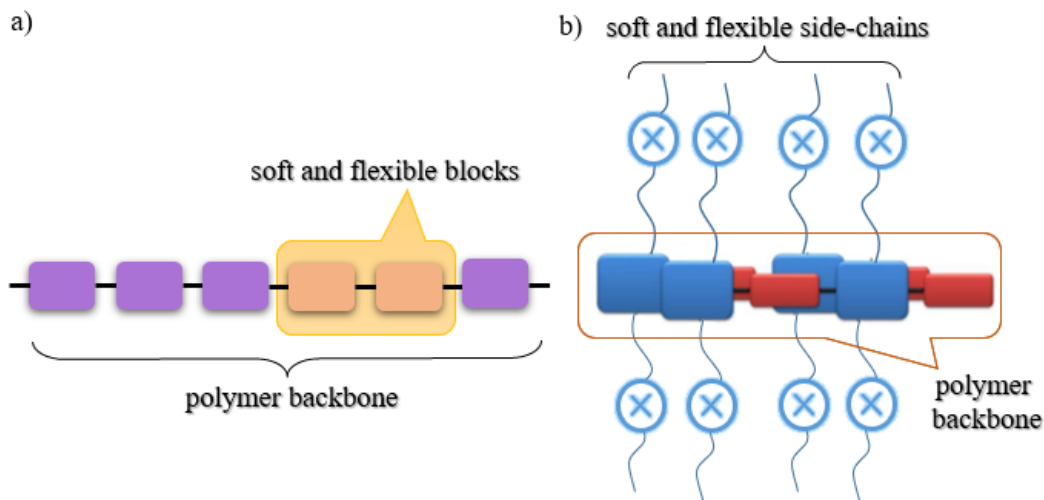 a)
soft and flexible blocks
polymer backbone
b)
soft and flexible side-chains
polymer
backbone